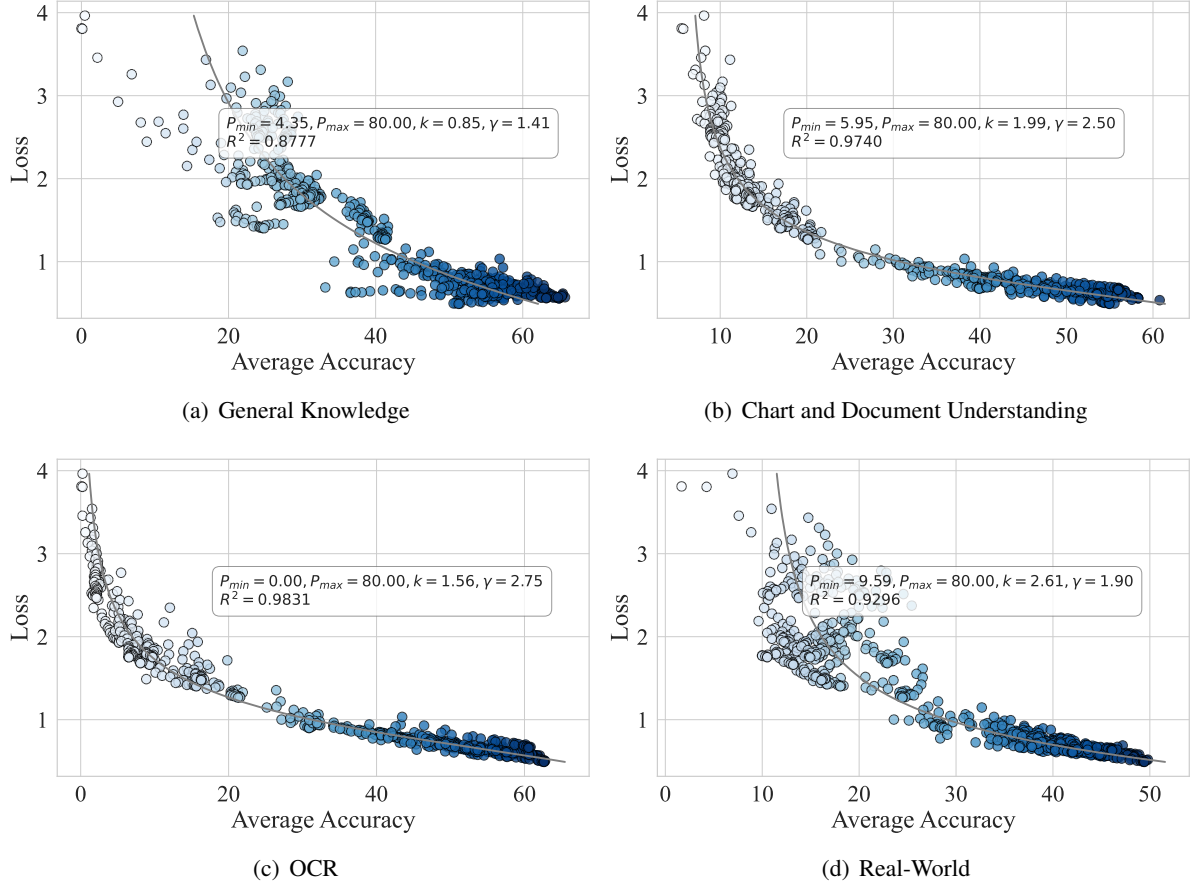 4
3
2
1
Loss
P_min = 4.35, P_max = 80.00, k = 0.85, γ = 1.41
R² = 0.8777
0 20 40 60
Average Accuracy
(a) General Knowledge
4
3
2
1
Loss
P_min = 5.95, P_max = 80.00, k = 1.99, γ = 2.50
R² = 0.9740
10 20 30 40 50 60
Average Accuracy
(b) Chart and Document Understanding
4
3
2
1
Loss
P_min = 0.00, P_max = 80.00, k = 1.56, γ = 2.75
R² = 0.9831
0 20 40 60
Average Accuracy
(c) OCR
4
3
2
1
Loss
P_min = 9.59, P_max = 80.00, k = 2.61, γ = 1.90
R² = 0.9296
0 10 20 30 40 50
Average Accuracy
(d) Real-World